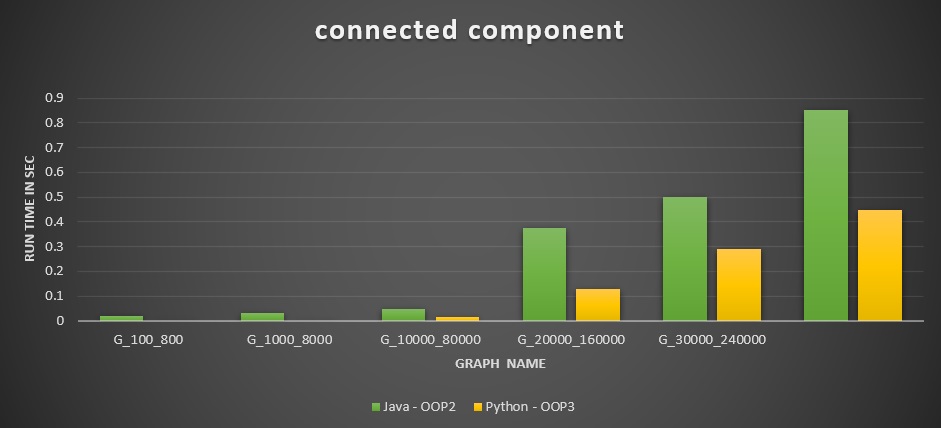 connected component
0.9
0.8
0.7
0.6
0.5
0.4
0.3
0.2
0.1
0
RUN TIME IN SEC
G_100_800 G_1000_8000 G_10000_80000 G_20000_160000 G_30000_240000
GRAPH NAME
Java - OOP2 Python - OOP3